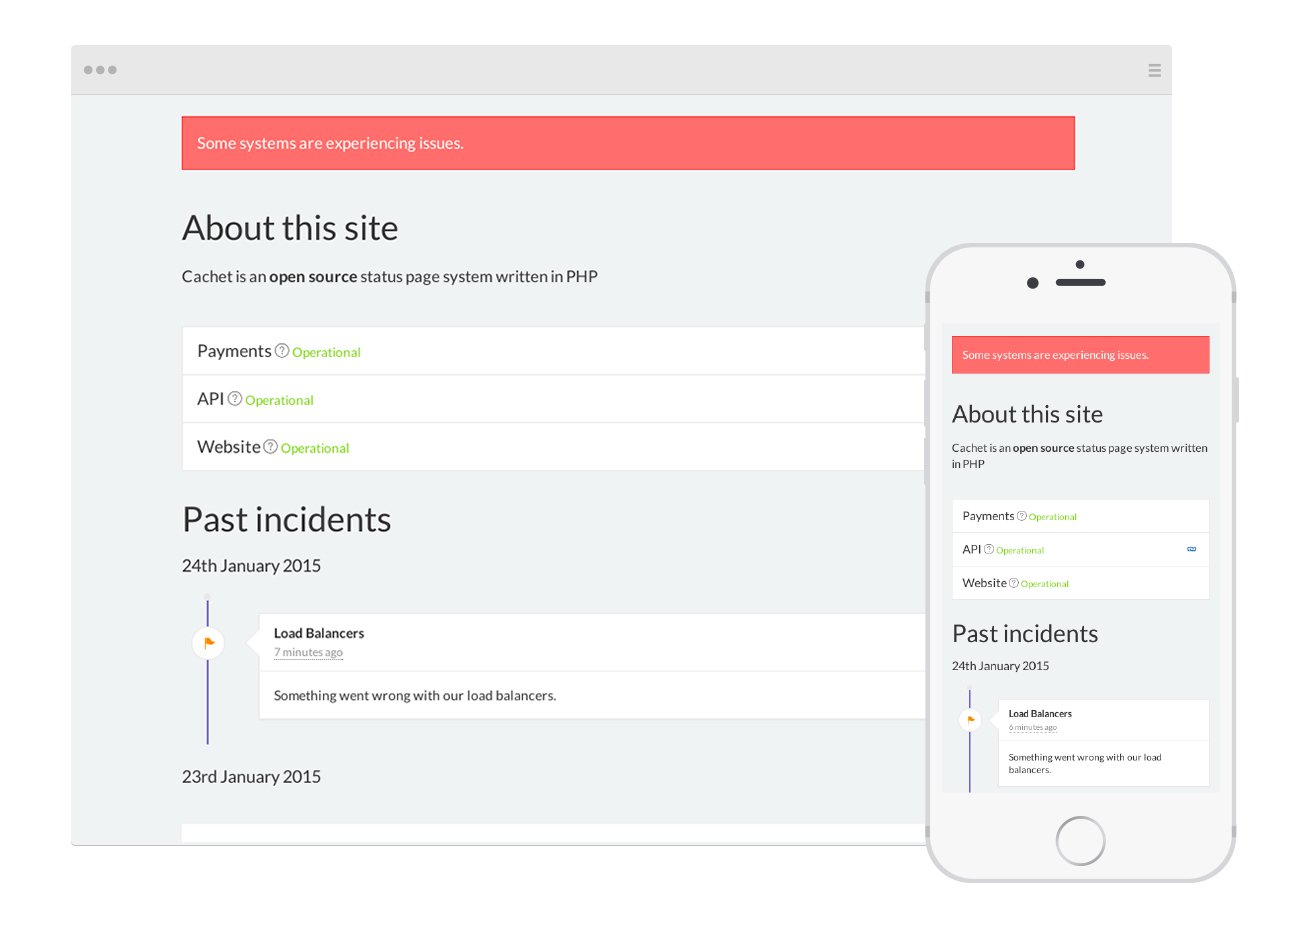 Some systems are experiencing issues.
About this site
Cachet is an open source status page system written in PHP
Payments ? Operational
API ? Operational
Website ? Operational
Past incidents
24th January 2015
Load Balancers
7 minutes ago
Something went wrong with our load balancers.
23rd January 2015
Some systems are experiencing issues.
About this site
Cachet is an open source status page system written
in PHP
Payments ? Operational
API ? Operational
Website ? Operational
Past incidents
24th January 2015
Load Balancers
6 minutes ago
Something went wrong with our load
balancers.